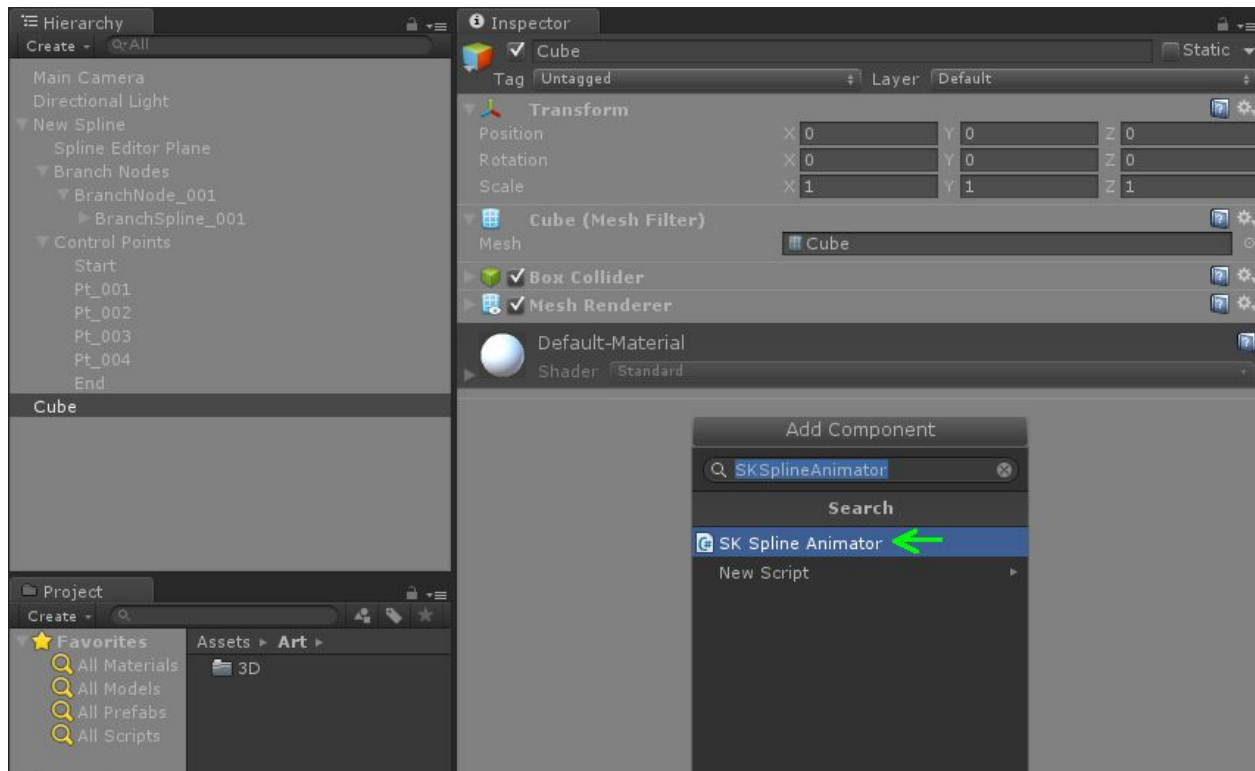 Hierarchy
Create
All
Main Camera
Directional Light
New Spline
Spline Editor Plane
Branch Nodes
BranchNode_001
BranchSpline_001
Control Points
Start
Pt_001
Pt_002
Pt_003
Pt_004
End
Cube
Project
Create
Favorites
All Materials
All Models
All Prefabs
All Scripts
Assets Art
3D
Inspector
Cube Static
Tag Untagged Layer Default
Transform
Position X 0 Y 0 Z 0
Rotation X 0 Y 0 Z 0
Scale X 1 Y 1 Z 1
Cube (Mesh Filter)
Mesh Cube
Box Collider
Mesh Renderer
Default-Material
Shader Standard
Add Component
SKSplineAnimator
Search
SK Spline Animator
New Script